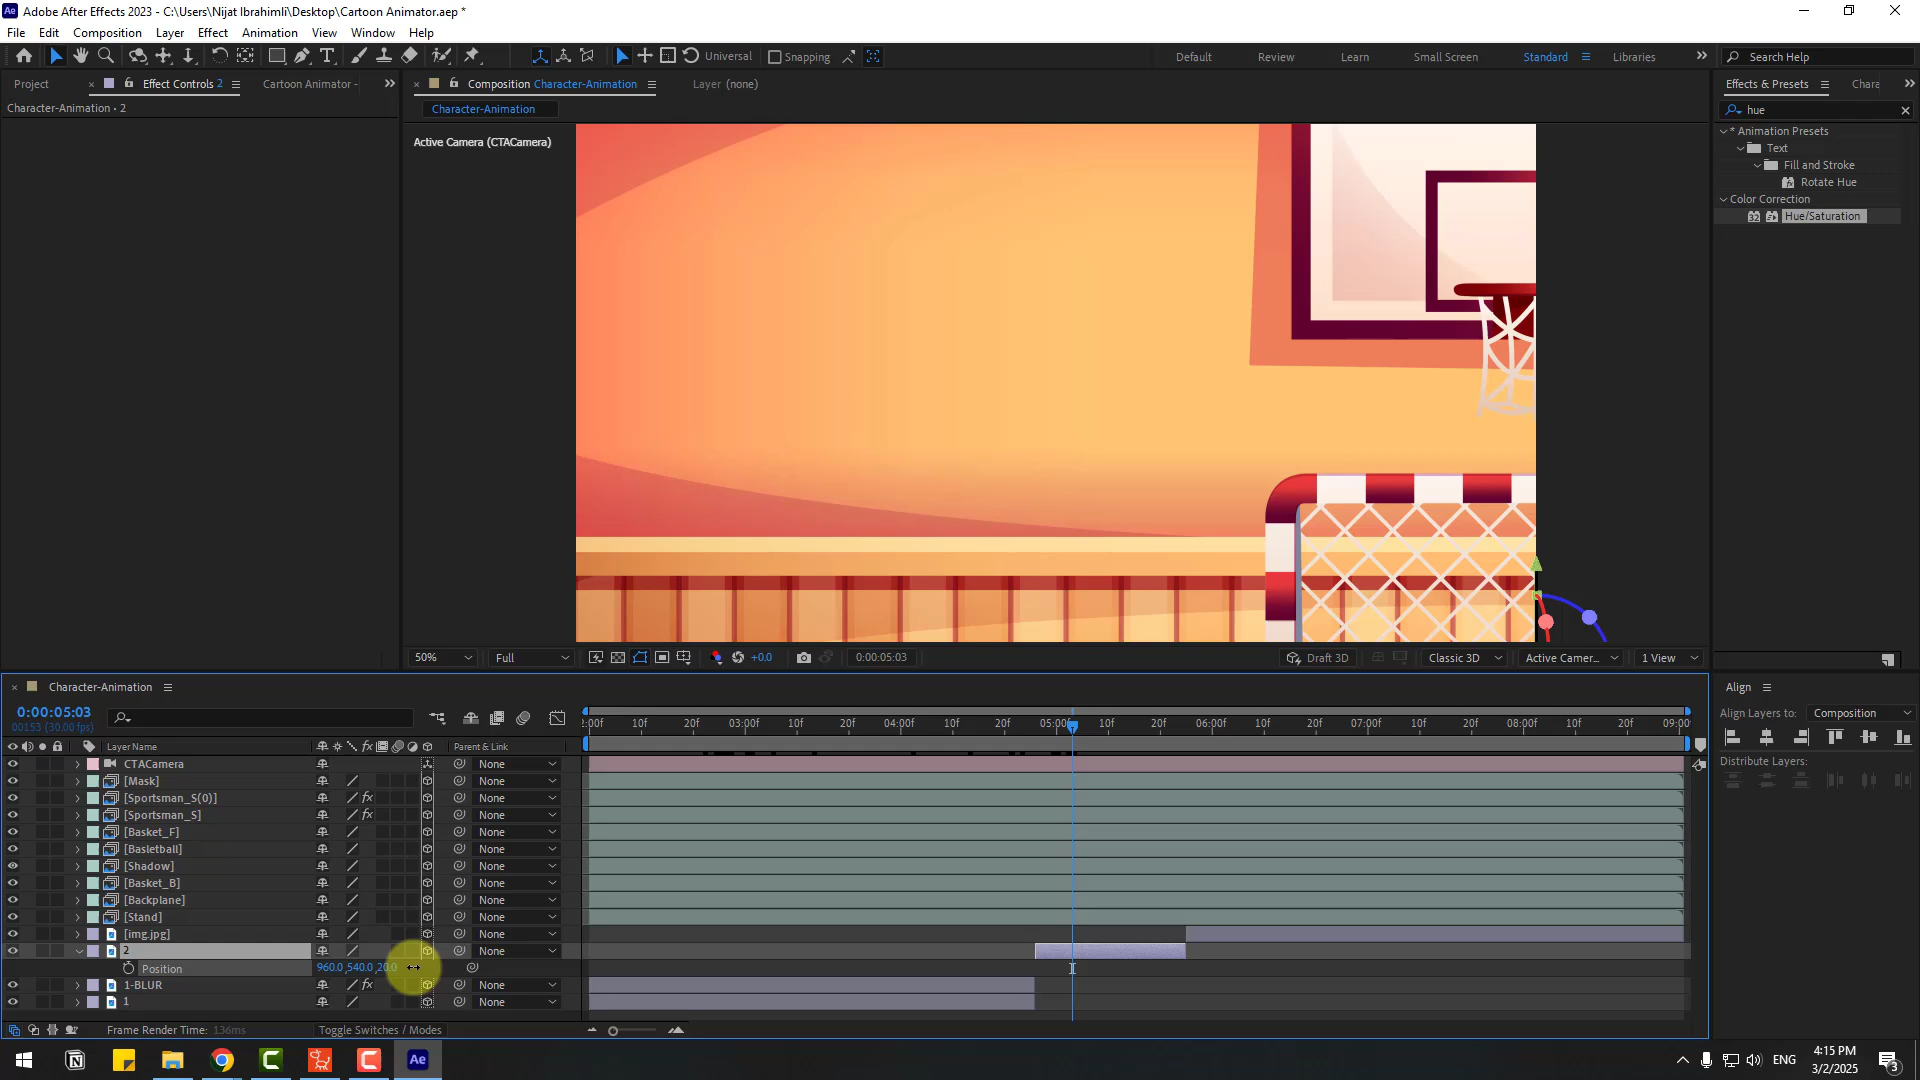 Adobe After Effects 2023 - C:\Users\Nijat Ibrahimli\Desktop\Cartoon Animator.aep *
File Edit Composition Layer Effect Animation View Window Help
Universal Snapping Default Review Learn Small Screen Standard Libraries Search Help
Project Effect Controls 2 Cartoon Animator - Composition Character-Animation Layer (none) Effects & Presets Chara
Character-Animation • 2 Character-Animation hue
Active Camera (CTACamera)
* Animation Presets
Text
Fill and Stroke
Rotate Hue
Color Correction
32 Hue/Saturation
50% Full +0.0 0:00:05:03 Draft 3D Classic 3D Active Camer... 1 View
Character-Animation Align
0:00:05:03
00153 (30.00 fps)
Align Layers to: Composition
2:00f 10f 20f 03:00f 10f 20f 04:00f 10f 20f 05:00f 10f 20f 06:00f 10f 20f 07:00f 10f 20f 08:00f 10f 20f 09:00
Layer Name fx Parent & Link
Distribute Layers:
CTACamera None
[Mask] None
[Sportsman_S(0)] fx None
[Sportsman_S] fx None
[Basket_F] None
[Basletball] None
[Shadow] None
[Basket_B] None
[Backplane] None
[Stand] None
[img.jpg] None
2 None
Position 960.0,540.0,20.0
1-BLUR fx None
1 None
Frame Render Time: 136ms Toggle Switches / Modes
Ae ENG 4:15 PM
3/2/2025 3